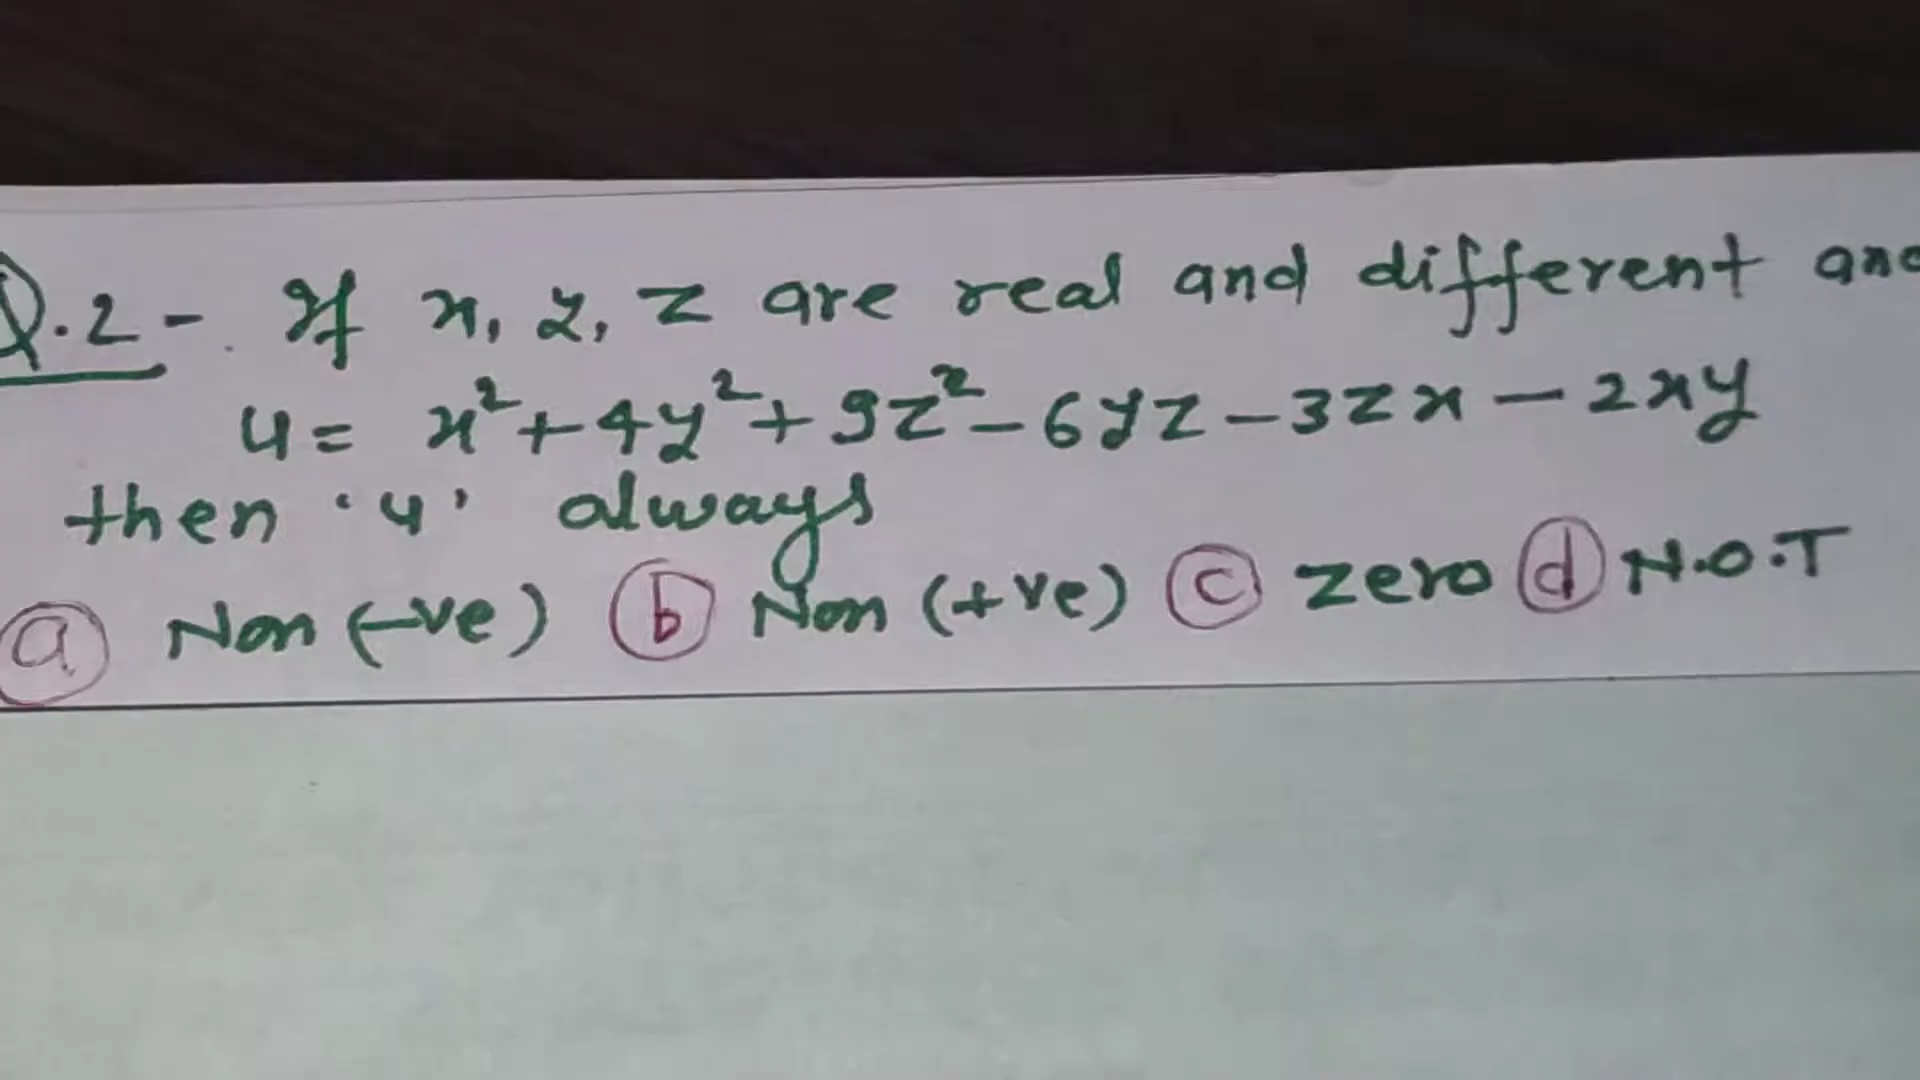 Q.2 - If x, y, z are real and different and
u = x² + 4y² + 9z² - 6yz - 3zx - 2xy
then 'u' always
(a) Non (-ve) (b) Non (+ve) (c) zero (d) N.O.T